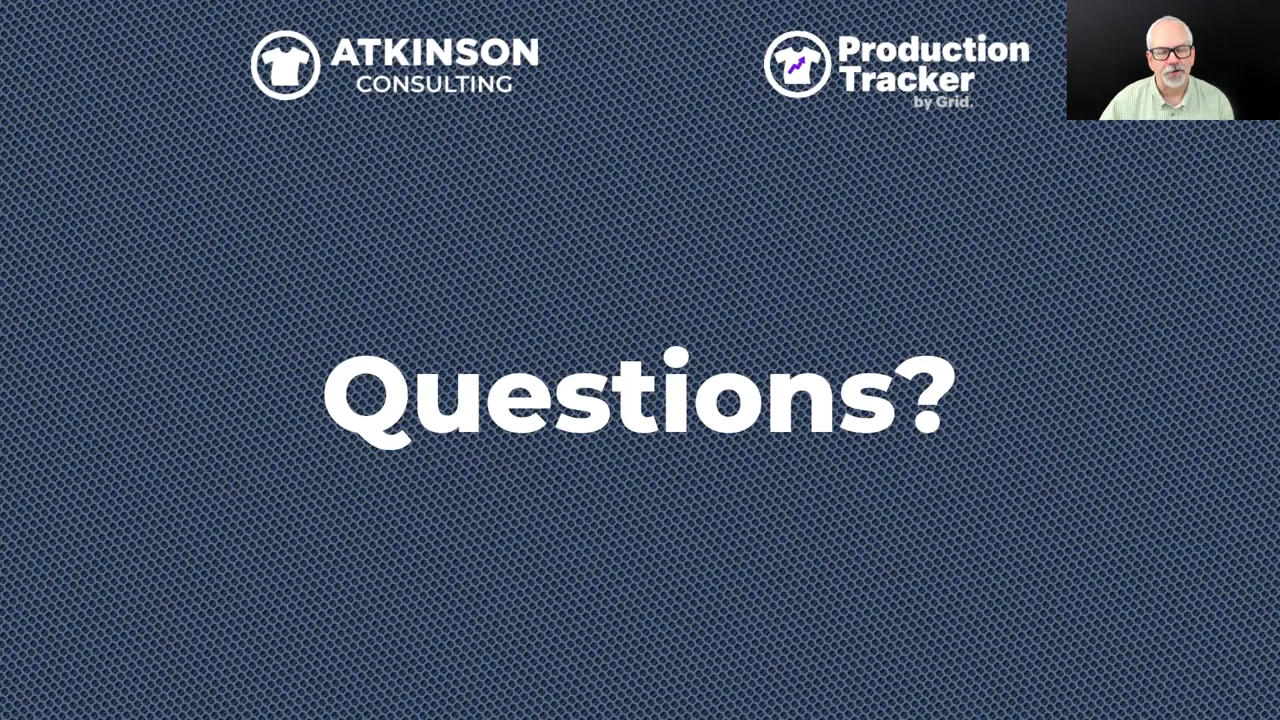 ATKINSON
CONSULTING
Production
Tracker
by Grid.
Questions?